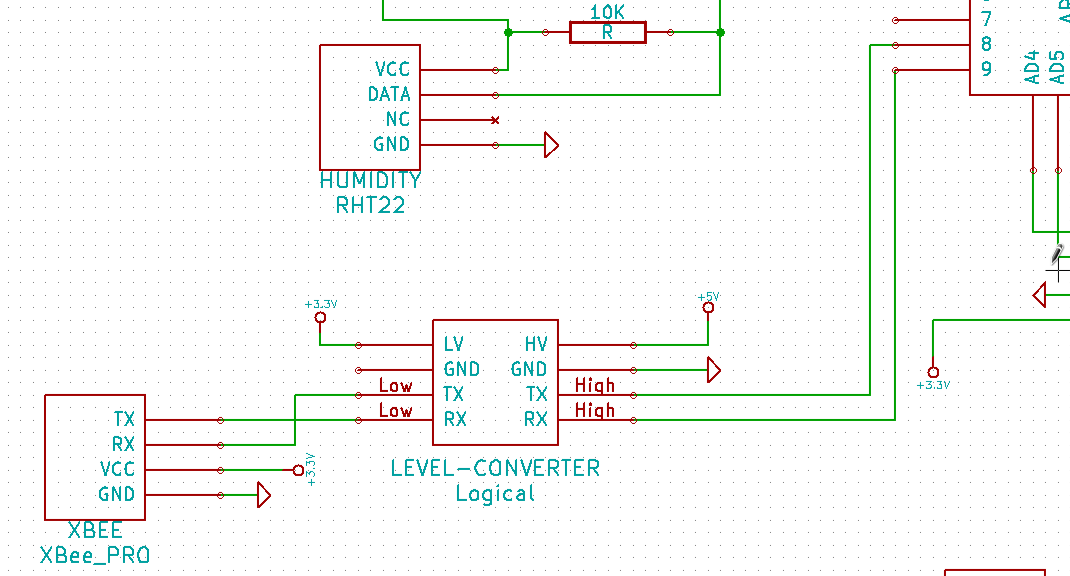 10K
R
7
8
9
AD4
AD5
VCC
DATA
NC
GND
HUMIDITY
RHT22
+3.3V
+5V
LV
HV
GND
GND
Low
TX
TX
High
Low
RX
RX
High
+3.3V
TX
RX
VCC
+3.3V
GND
LEVEL-CONVERTER
Logical
XBEE
XBee_PRO